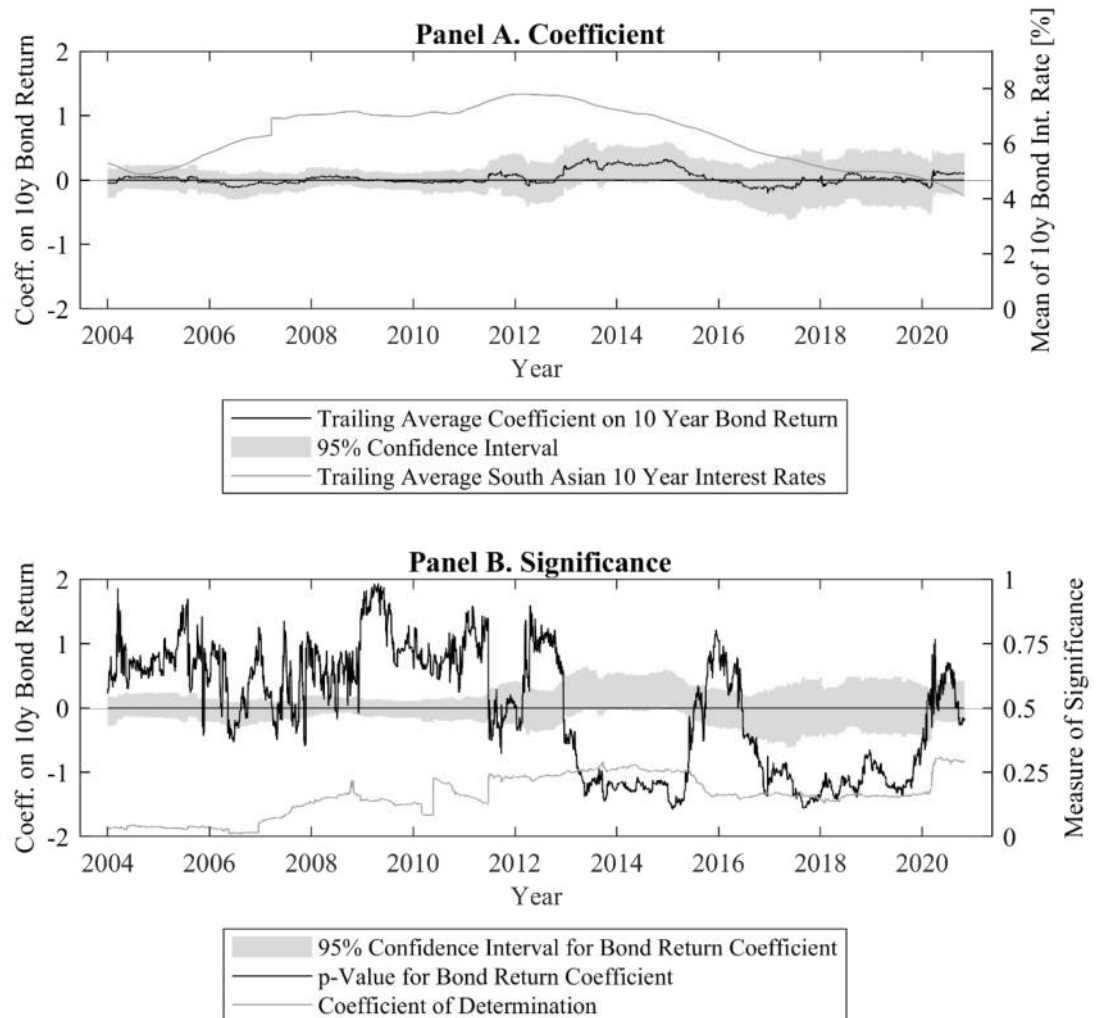 Panel A. Coefficient
Coeff. on 10y Bond Return
2
1
0
-1
-2
Mean of 10y Bond Int. Rate [%]
8
6
4
2
0
2004 2006 2007 2008 2010 2012 2014 2016 2017 2018 2020
Year
Trailing Average Coefficient on 10 Year Bond Return
95% Confidence Interval
Trailing Average South Asian 10 Year Interest Rates
Panel B. Significance
Coeff. on 10y Bond Return
2
1
0
-1
-2
Measure of Significance
1
0.75
0.5
0.25
0
2004 2006 2007 2008 2010 2012 2014 2016 2017 2018 2020
Year
95% Confidence Interval for Bond Return Coefficient
p-Value for Bond Return Coefficient
Coefficient of Determination